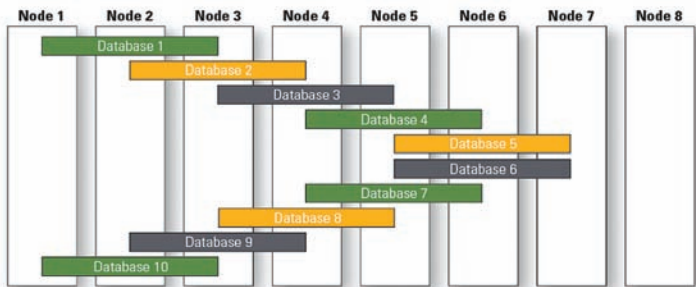 Node 1 Node 2 Node 3 Node 4 Node 5 Node 6 Node 7 Node 8
Database 1
Database 2
Database 3
Database 4
Database 5
Database 6
Database 7
Database 8
Database 9
Database 10